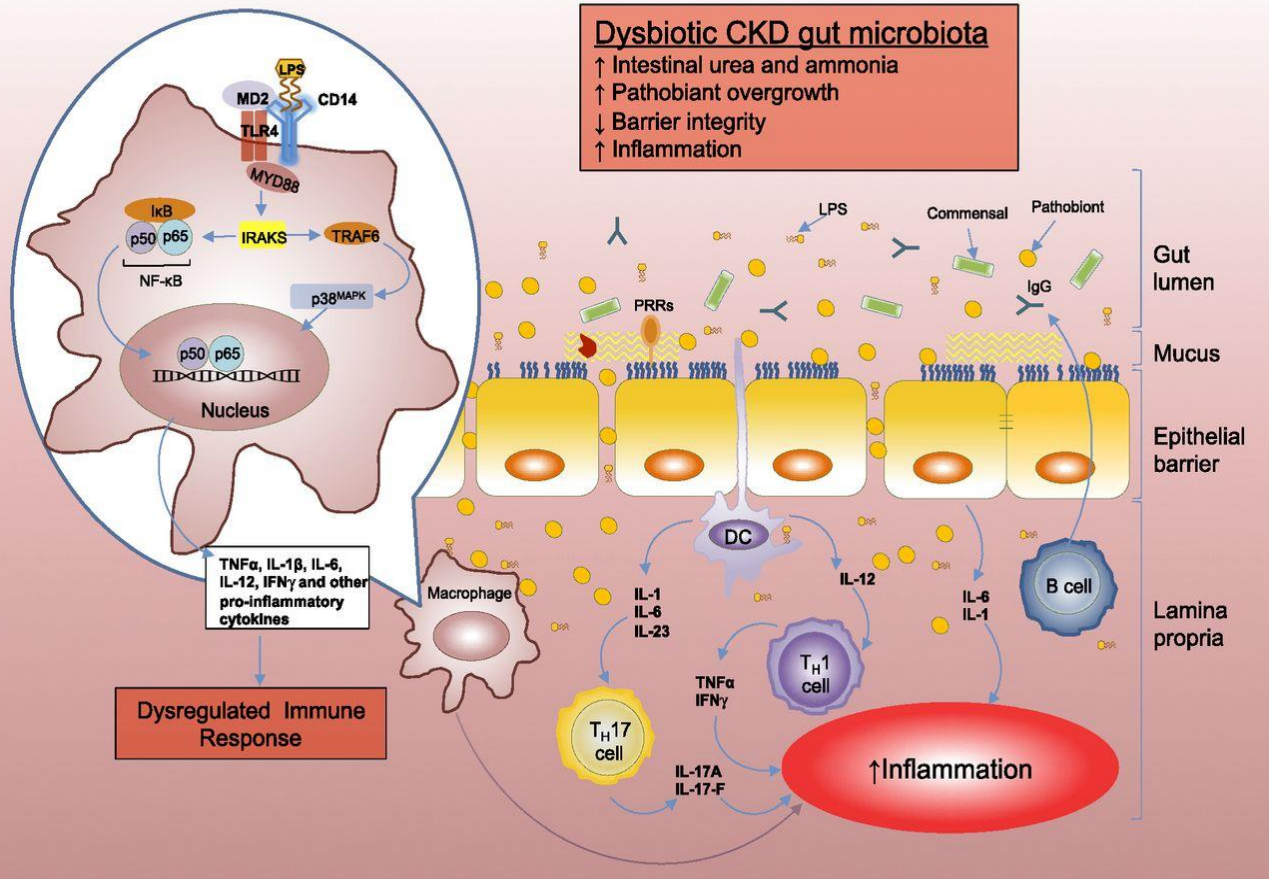 Dysbiotic CKD gut microbiota
↑ Intestinal urea and ammonia
↑ Pathobiant overgrowth
↓ Barrier integrity
↑ Inflammation
LPS
MD2
CD14
TLR4
MYD88
IκB
p50
p65
IRAKS
TRAF6
NF-κB
p38MAPK
p50
p65
Nucleus
TNFα, IL-1β, IL-6,
IL-12, IFNγ and other
pro-inflammatory
cytokines
Dysregulated Immune
Response
LPS
Commensal
Pathobiont
IgG
PRRs
Gut
lumen
Mucus
Epithelial
barrier
Lamina
propria
Macrophage
DC
IL-1
IL-6
IL-23
IL-12
IL-6
IL-1
B cell
TH1
cell
TNFα
IFNγ
TH17
cell
IL-17A
IL-17-F
↑Inflammation